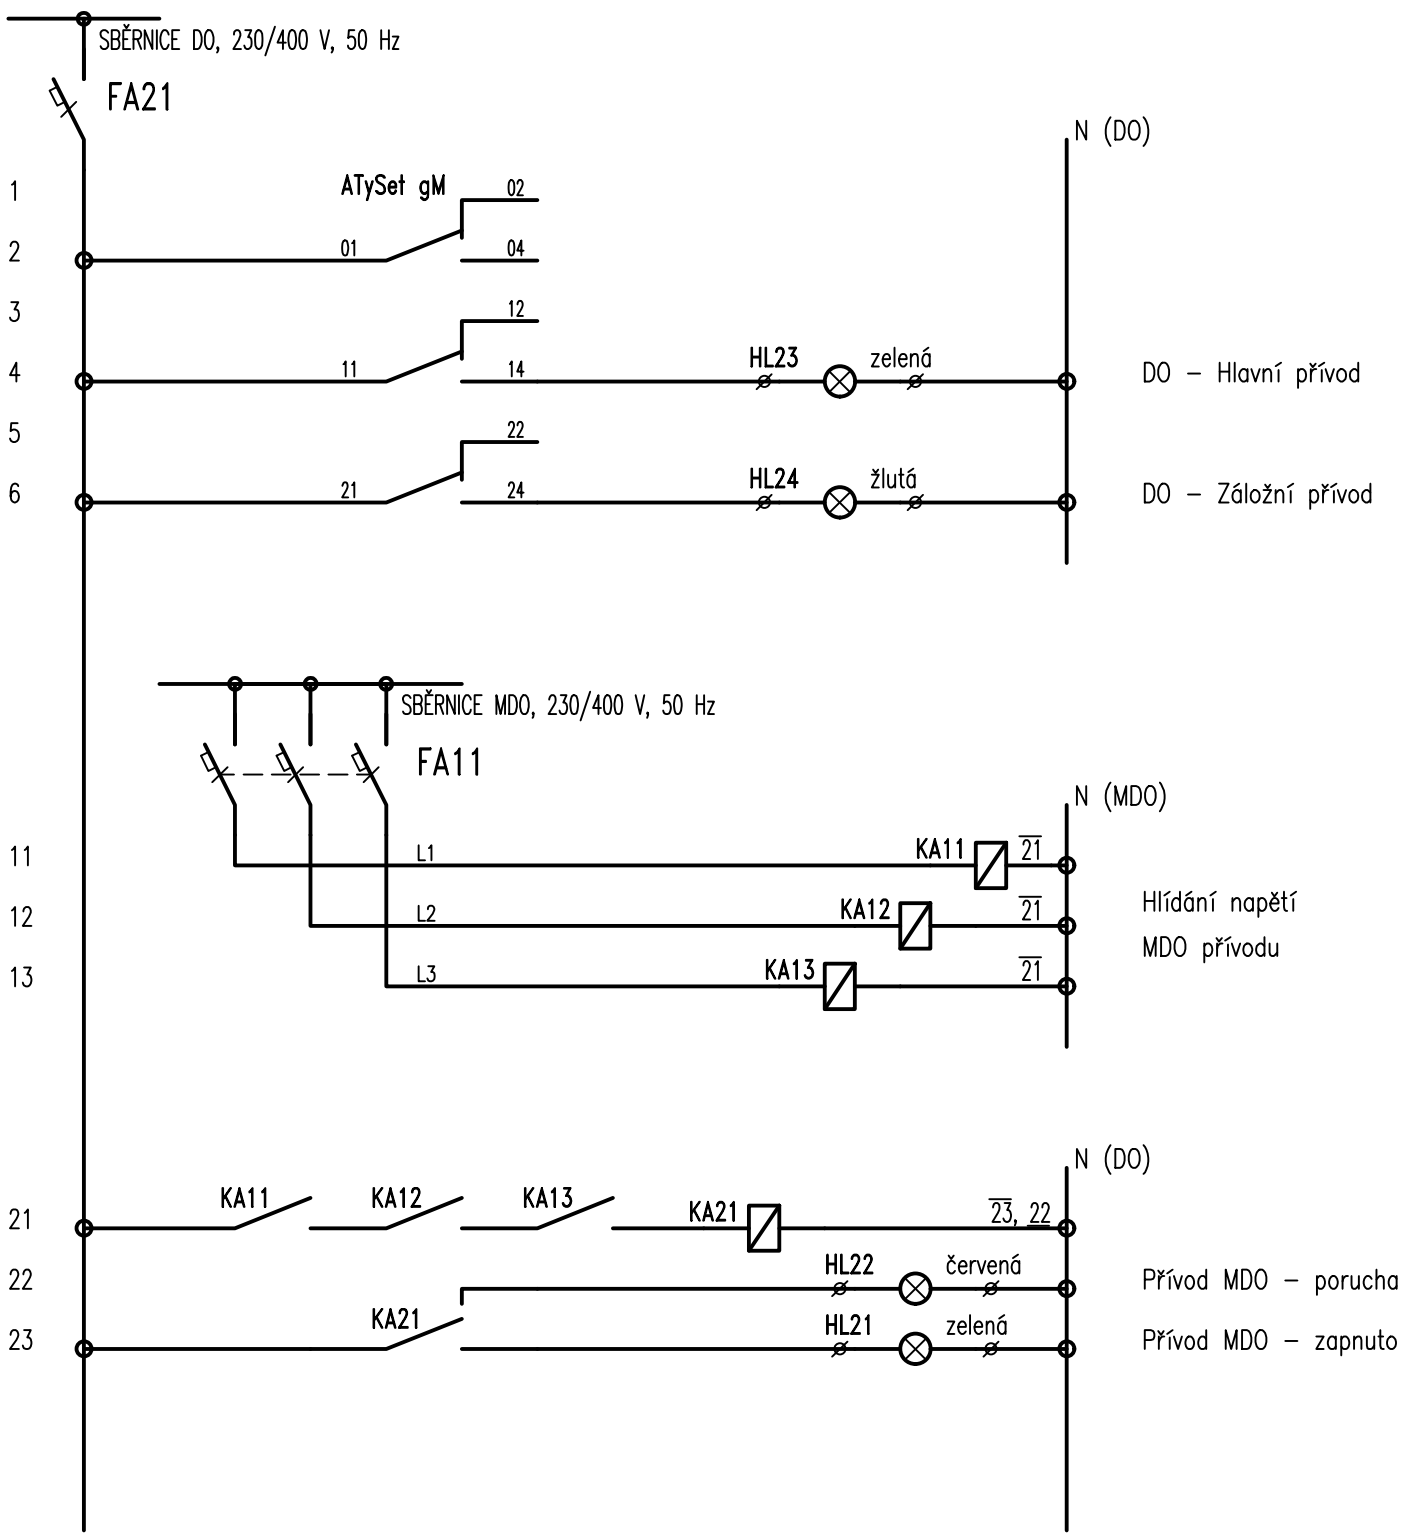 SBĚRNICE DO, 230/400 V, 50 Hz
FA21
N (DO)
1
ATySet gM
02
2
01
04
3
12
4
11
14
HL23
zelená
DO – Hlavní přívod
5
22
6
21
24
HL24
žlutá
DO – Záložní přívod
SBĚRNICE MDO, 230/400 V, 50 Hz
FA11
N (MDO)
11
L1
KA11
21
12
L2
KA12
21
Hlídání napětí
MDO přívodu
13
L3
KA13
21
N (DO)
21
KA11
KA12
KA13
KA21
23, 22
22
HL22
červená
Přívod MDO – porucha
23
KA21
HL21
zelená
Přívod MDO – zapnuto